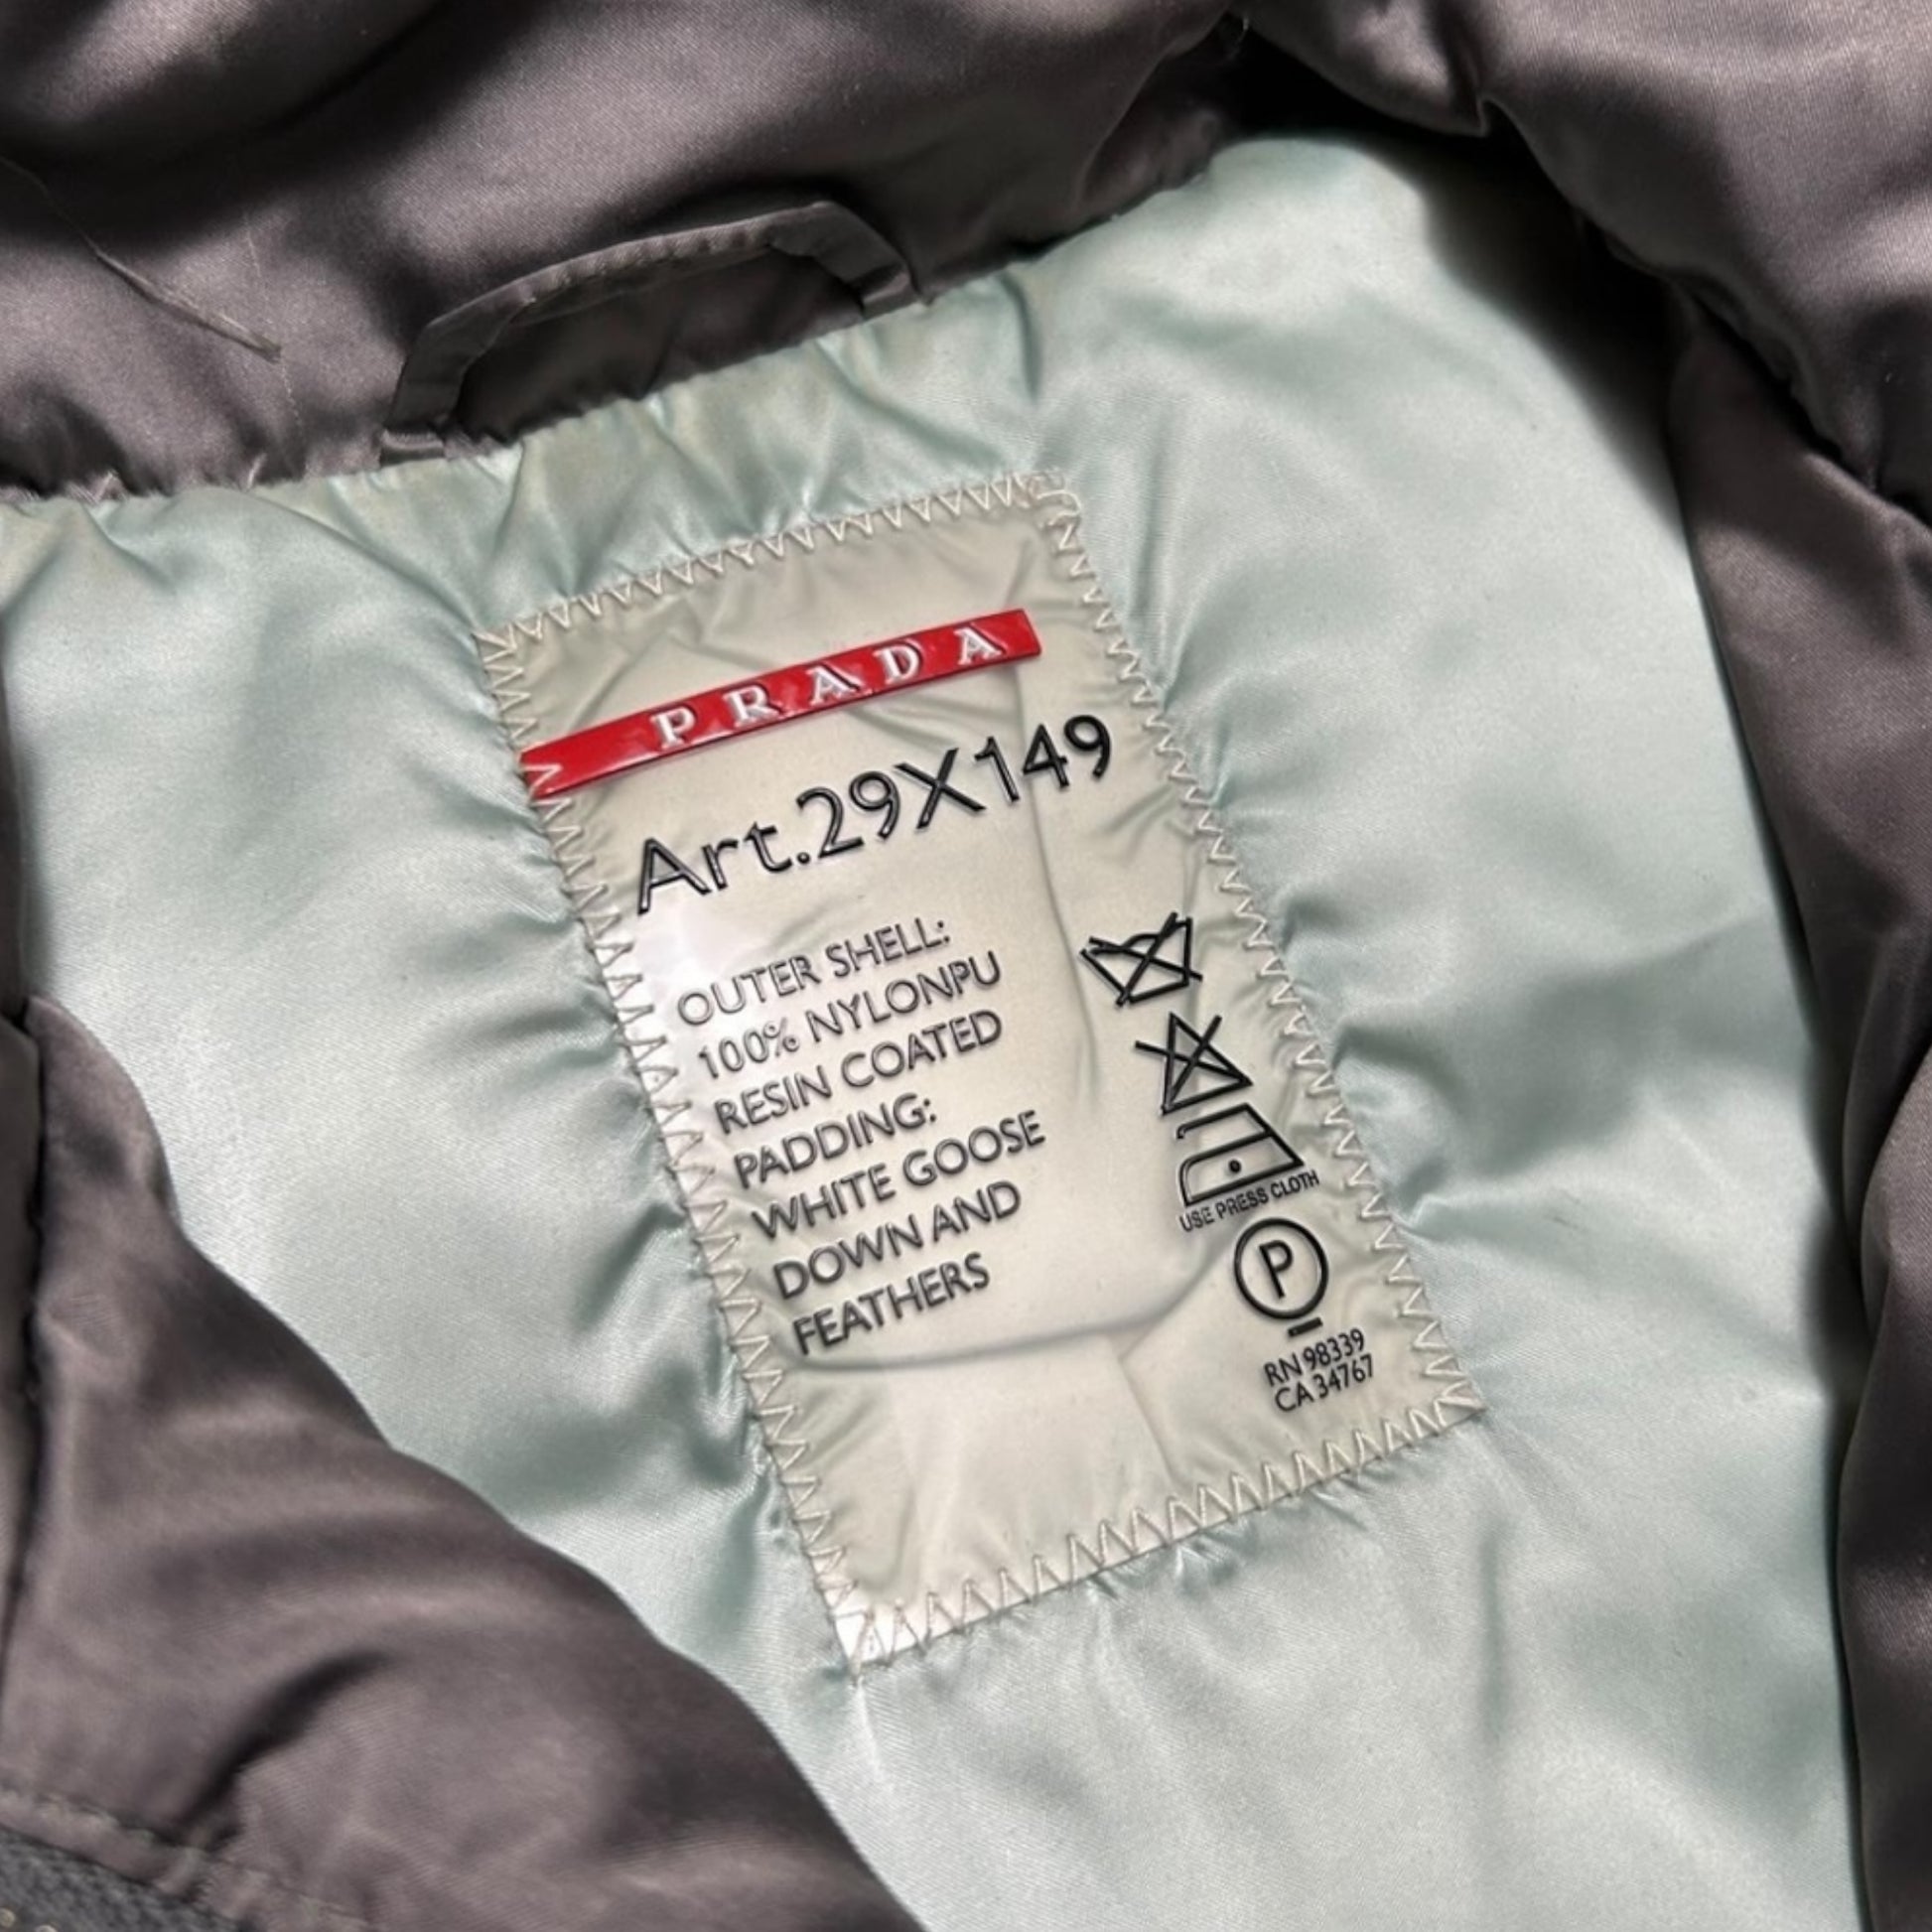 PRADA
Art.29X149
OUTER SHELL:
100% NYLONPU
RESIN COATED
PADDING:
WHITE GOOSE
DOWN AND
FEATHERS
USE PRESS CLOTH
P
RN 98339
CA 34767